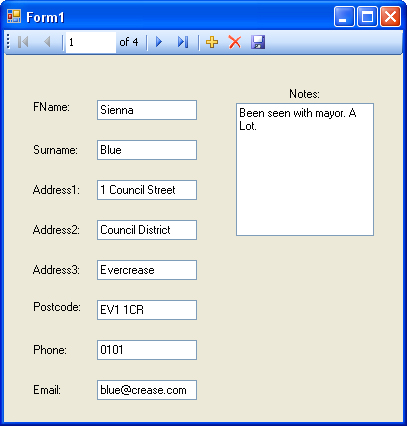 Form1
1 of 4
Notes:
FName: Sienna
Been seen with mayor. A
Lot.
Surname: Blue
Address1: 1 Council Street
Address2: Council District
Address3: Evercrease
Postcode: EV1 1CR
Phone: 0101
Email: blue@crease.com